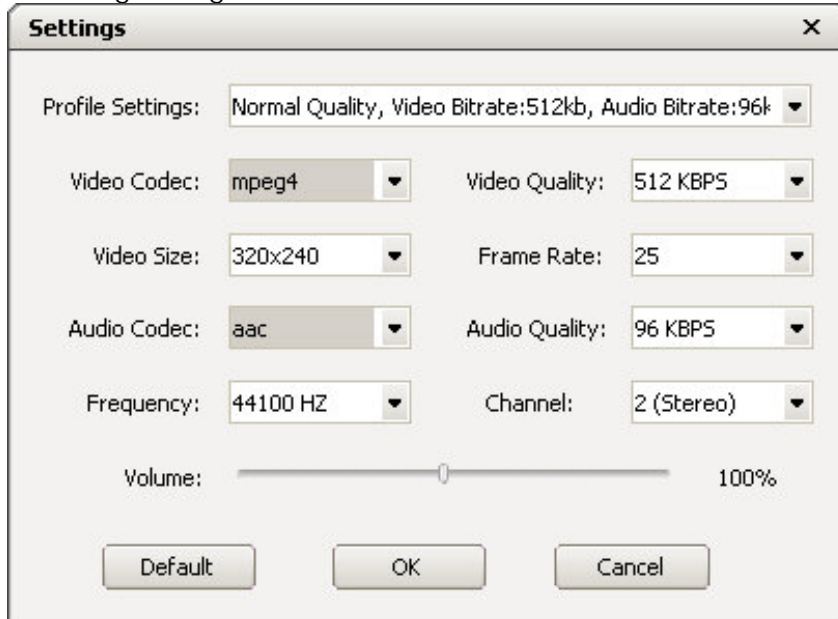 Settings
Profile Settings: Normal Quality, Video Bitrate:512kb, Audio Bitrate:96k
Video Codec: mpeg4 Video Quality: 512 KBPS
Video Size: 320x240 Frame Rate: 25
Audio Codec: aac Audio Quality: 96 KBPS
Frequency: 44100 HZ Channel: 2 (Stereo)
Volume: 100%
Default OK Cancel